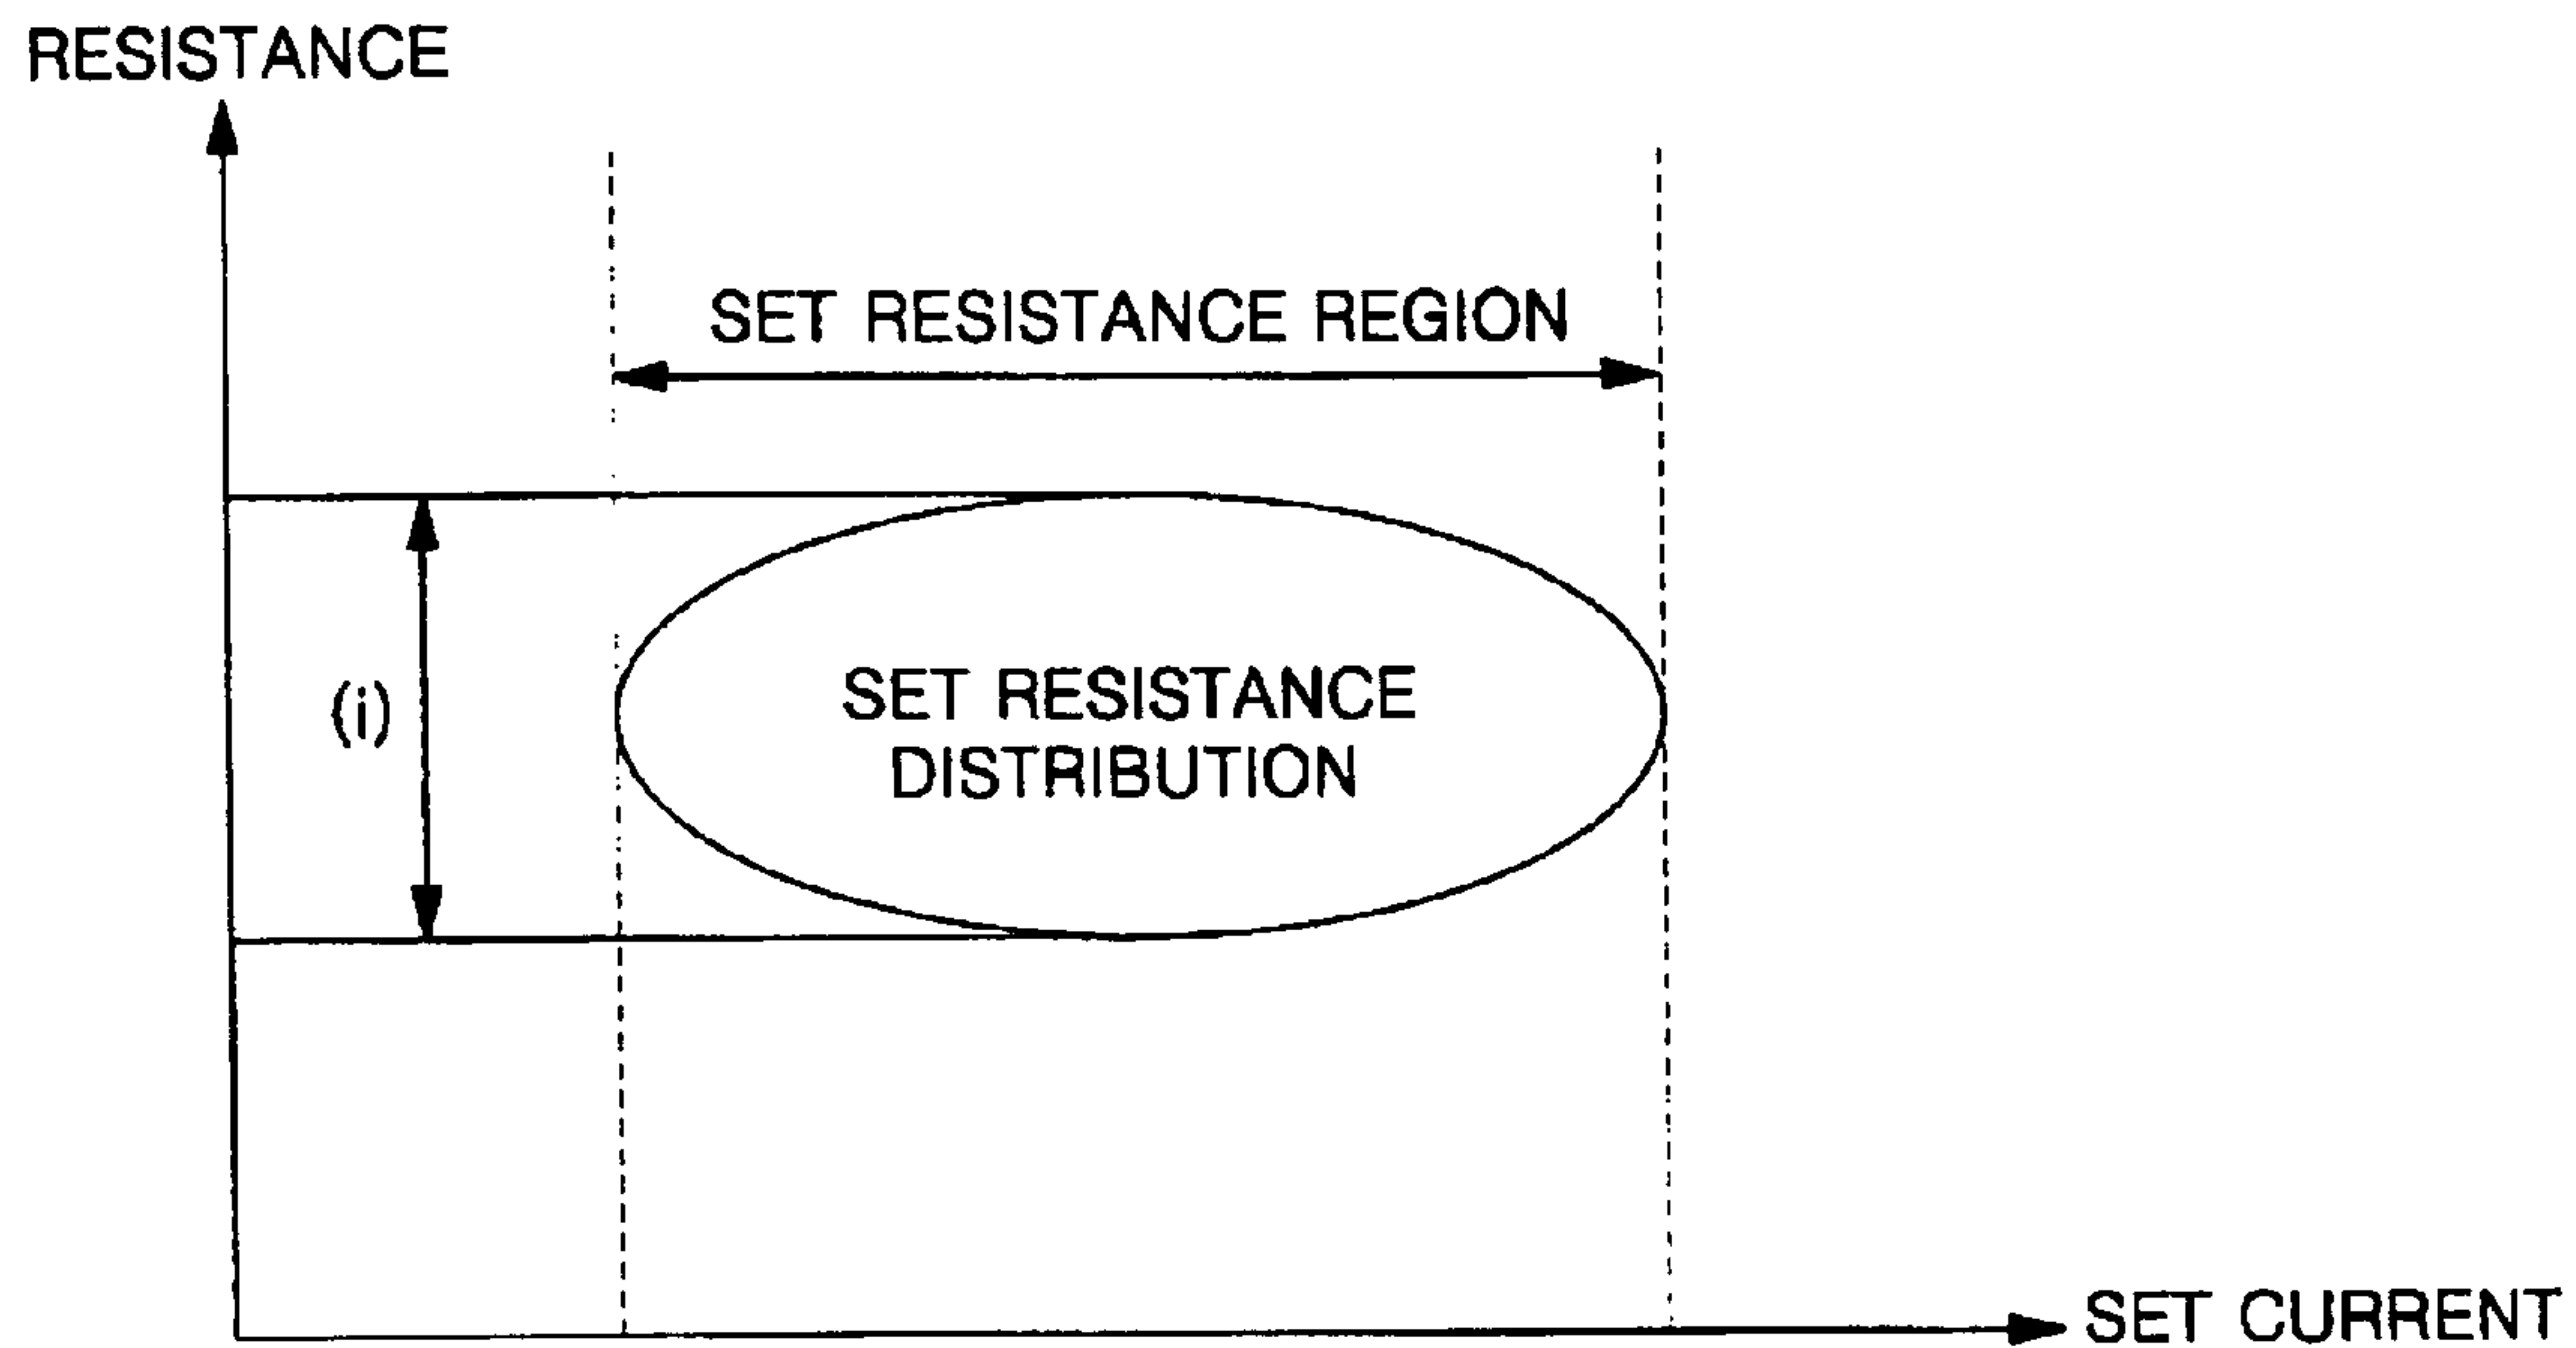 RESISTANCE
SET RESISTANCE REGION
(i)
SET RESISTANCE
DISTRIBUTION
SET CURRENT